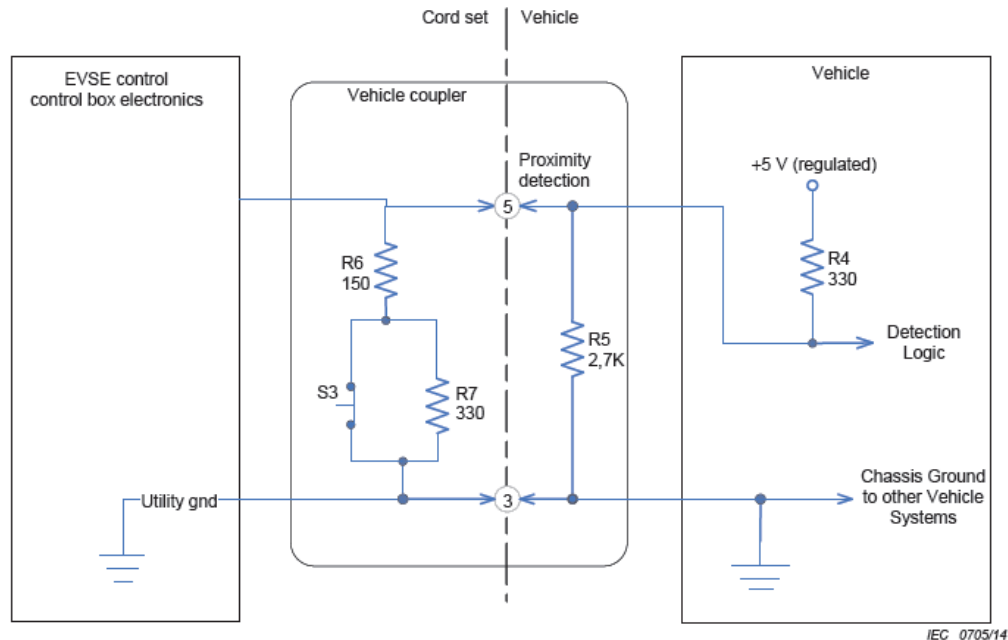 Cord set
Vehicle
EVSE control
control box electronics
Vehicle coupler
Vehicle
Proximity
detection
+5 V (regulated)
5
R6
150
R4
330
R5
2,7K
Detection
Logic
S3
R7
330
Utility gnd
3
Chassis Ground
to other Vehicle
Systems
IEC 0705/14